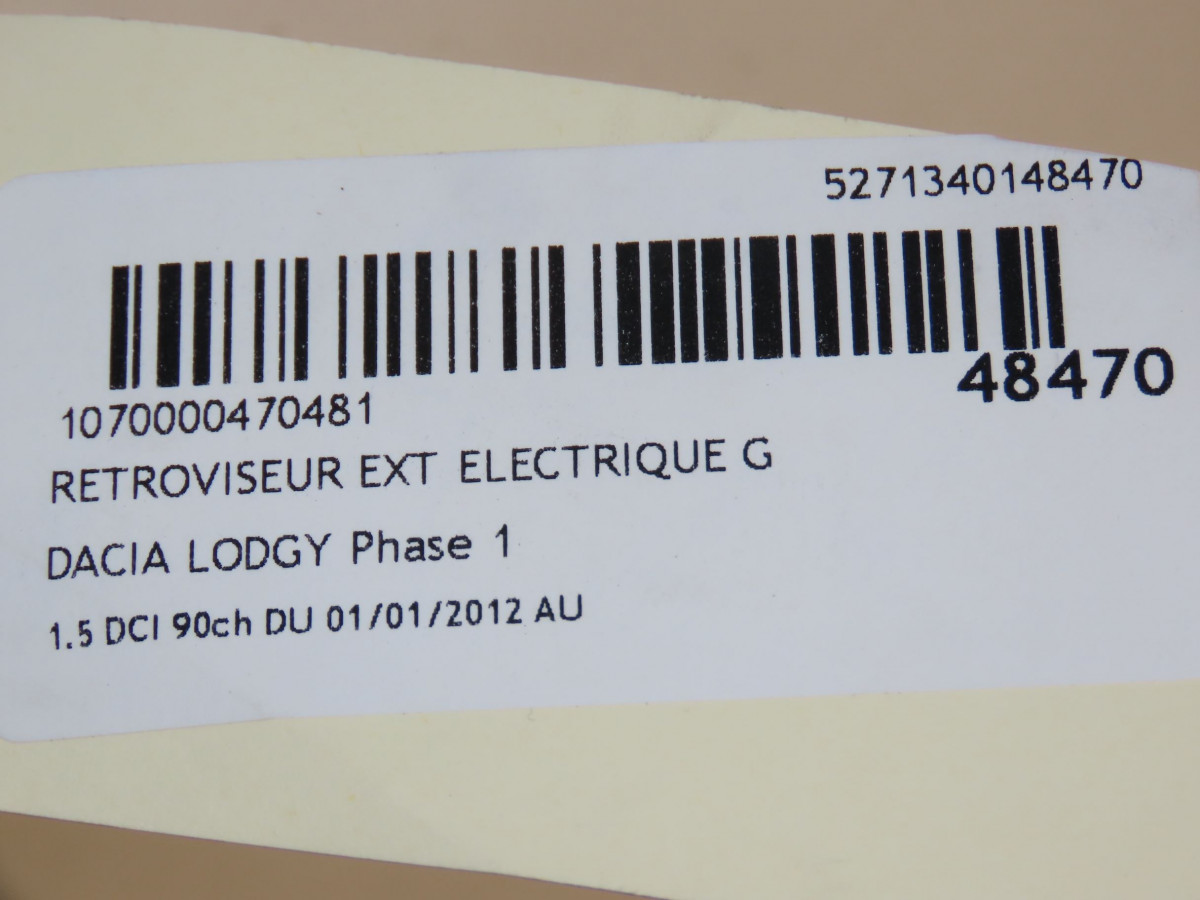 5271340148470
48470
1070000470481
RETROVISEUR EXT ELECTRIQUE G
DACIA LODGY Phase 1
1.5 DCI 90ch DU 01/01/2012 AU